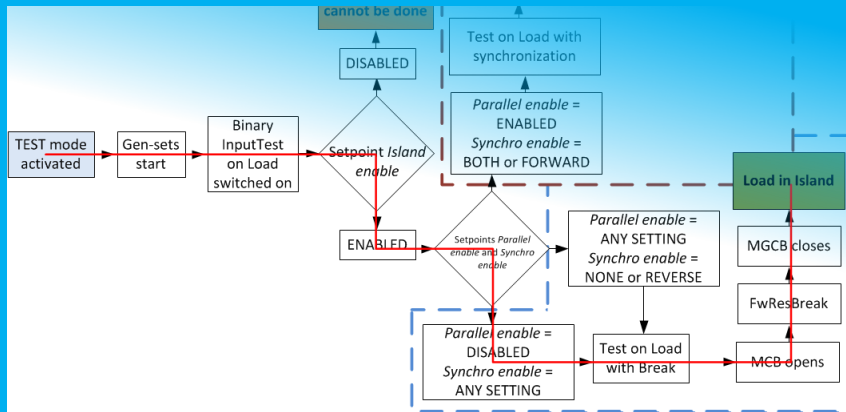 cannot be done
DISABLED
TEST mode
activated
Gen-sets
start
Binary
InputTest
on Load
switched on
Setpoint Island
enable
ENABLED
Test on Load with
synchronization
Parallel enable =
ENABLED
Synchro enable =
BOTH or FORWARD
Setpoints Parallel
enable and Synchro
enable
Parallel enable =
ANY SETTING
Synchro enable =
NONE or REVERSE
Parallel enable =
DISABLED
Synchro enable =
ANY SETTING
Test on Load
with Break
MCB opens
FwResBreak
MGCB closes
Load in Island